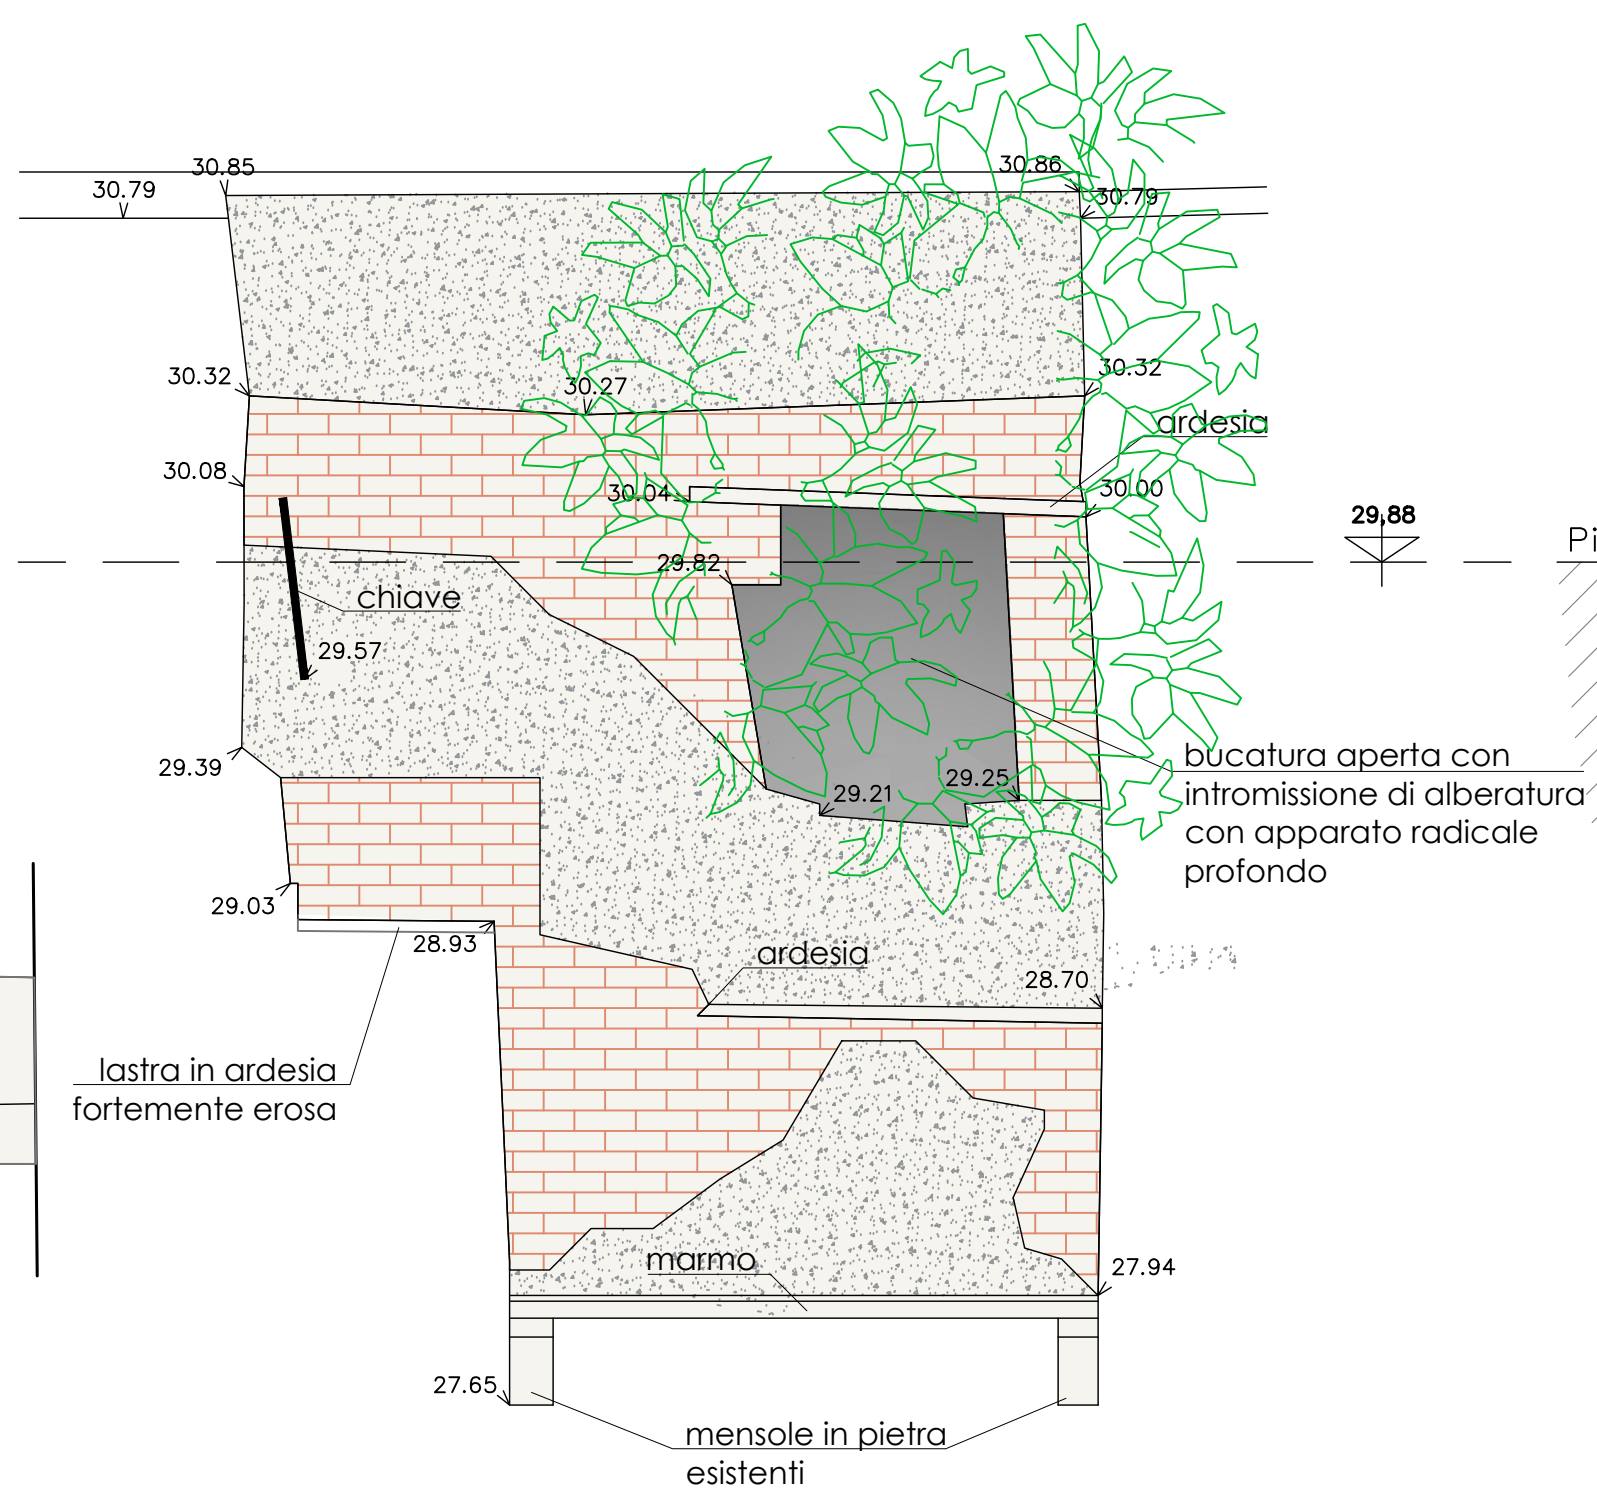 30.85
30.86
30.79
30.79
30.32
30.27
30.32
ardesia
30.08
30.04
30.00
29,88
Pi
29.82
chiave
29.57
29.39
bucatura aperta con
intromissione di alberatura
con apparato radicale
profondo
29.25
29.21
29.03
28.93
ardesia
28.70
lastra in ardesia
fortemente erosa
marmo
27.94
27.65
mensole in pietra
esistenti